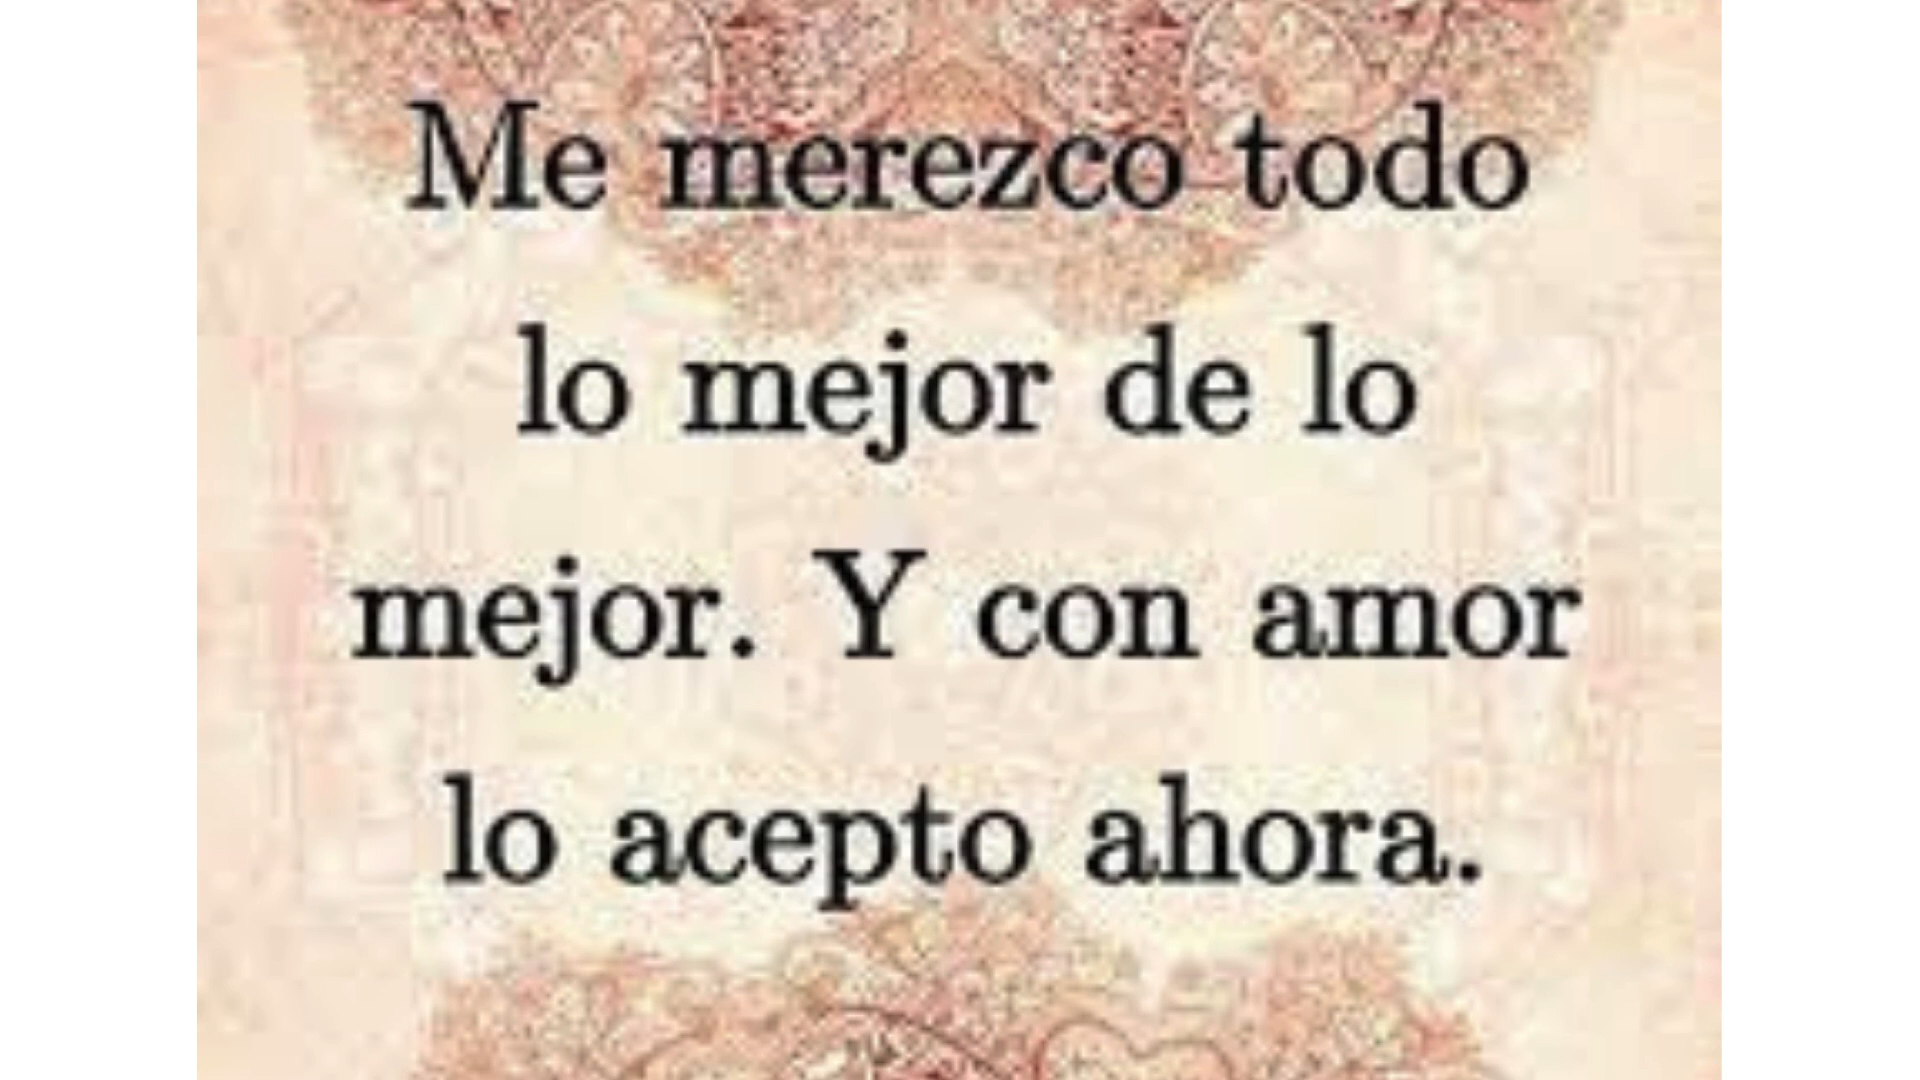 Me merezco todo
lo mejor de lo
mejor. Y con amor
lo acepto ahora.